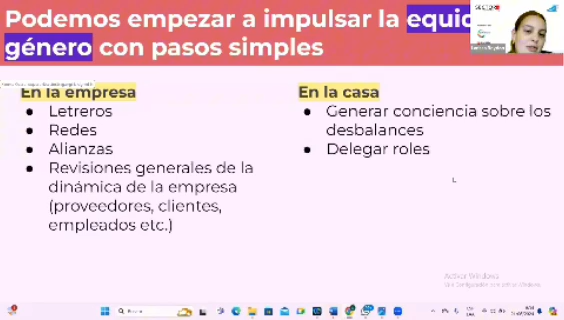 Podemos empezar a impulsar la
género con pasos simples
En la empresa
En la casa
● Letreros
● Redes
● Alianzas
● Revisiones generales de la
dinámica de la empresa
(proveedores, clientes,
empleados etc.)
● Generar conciencia sobre los
desbalances
● Delegar roles
Activar Windows